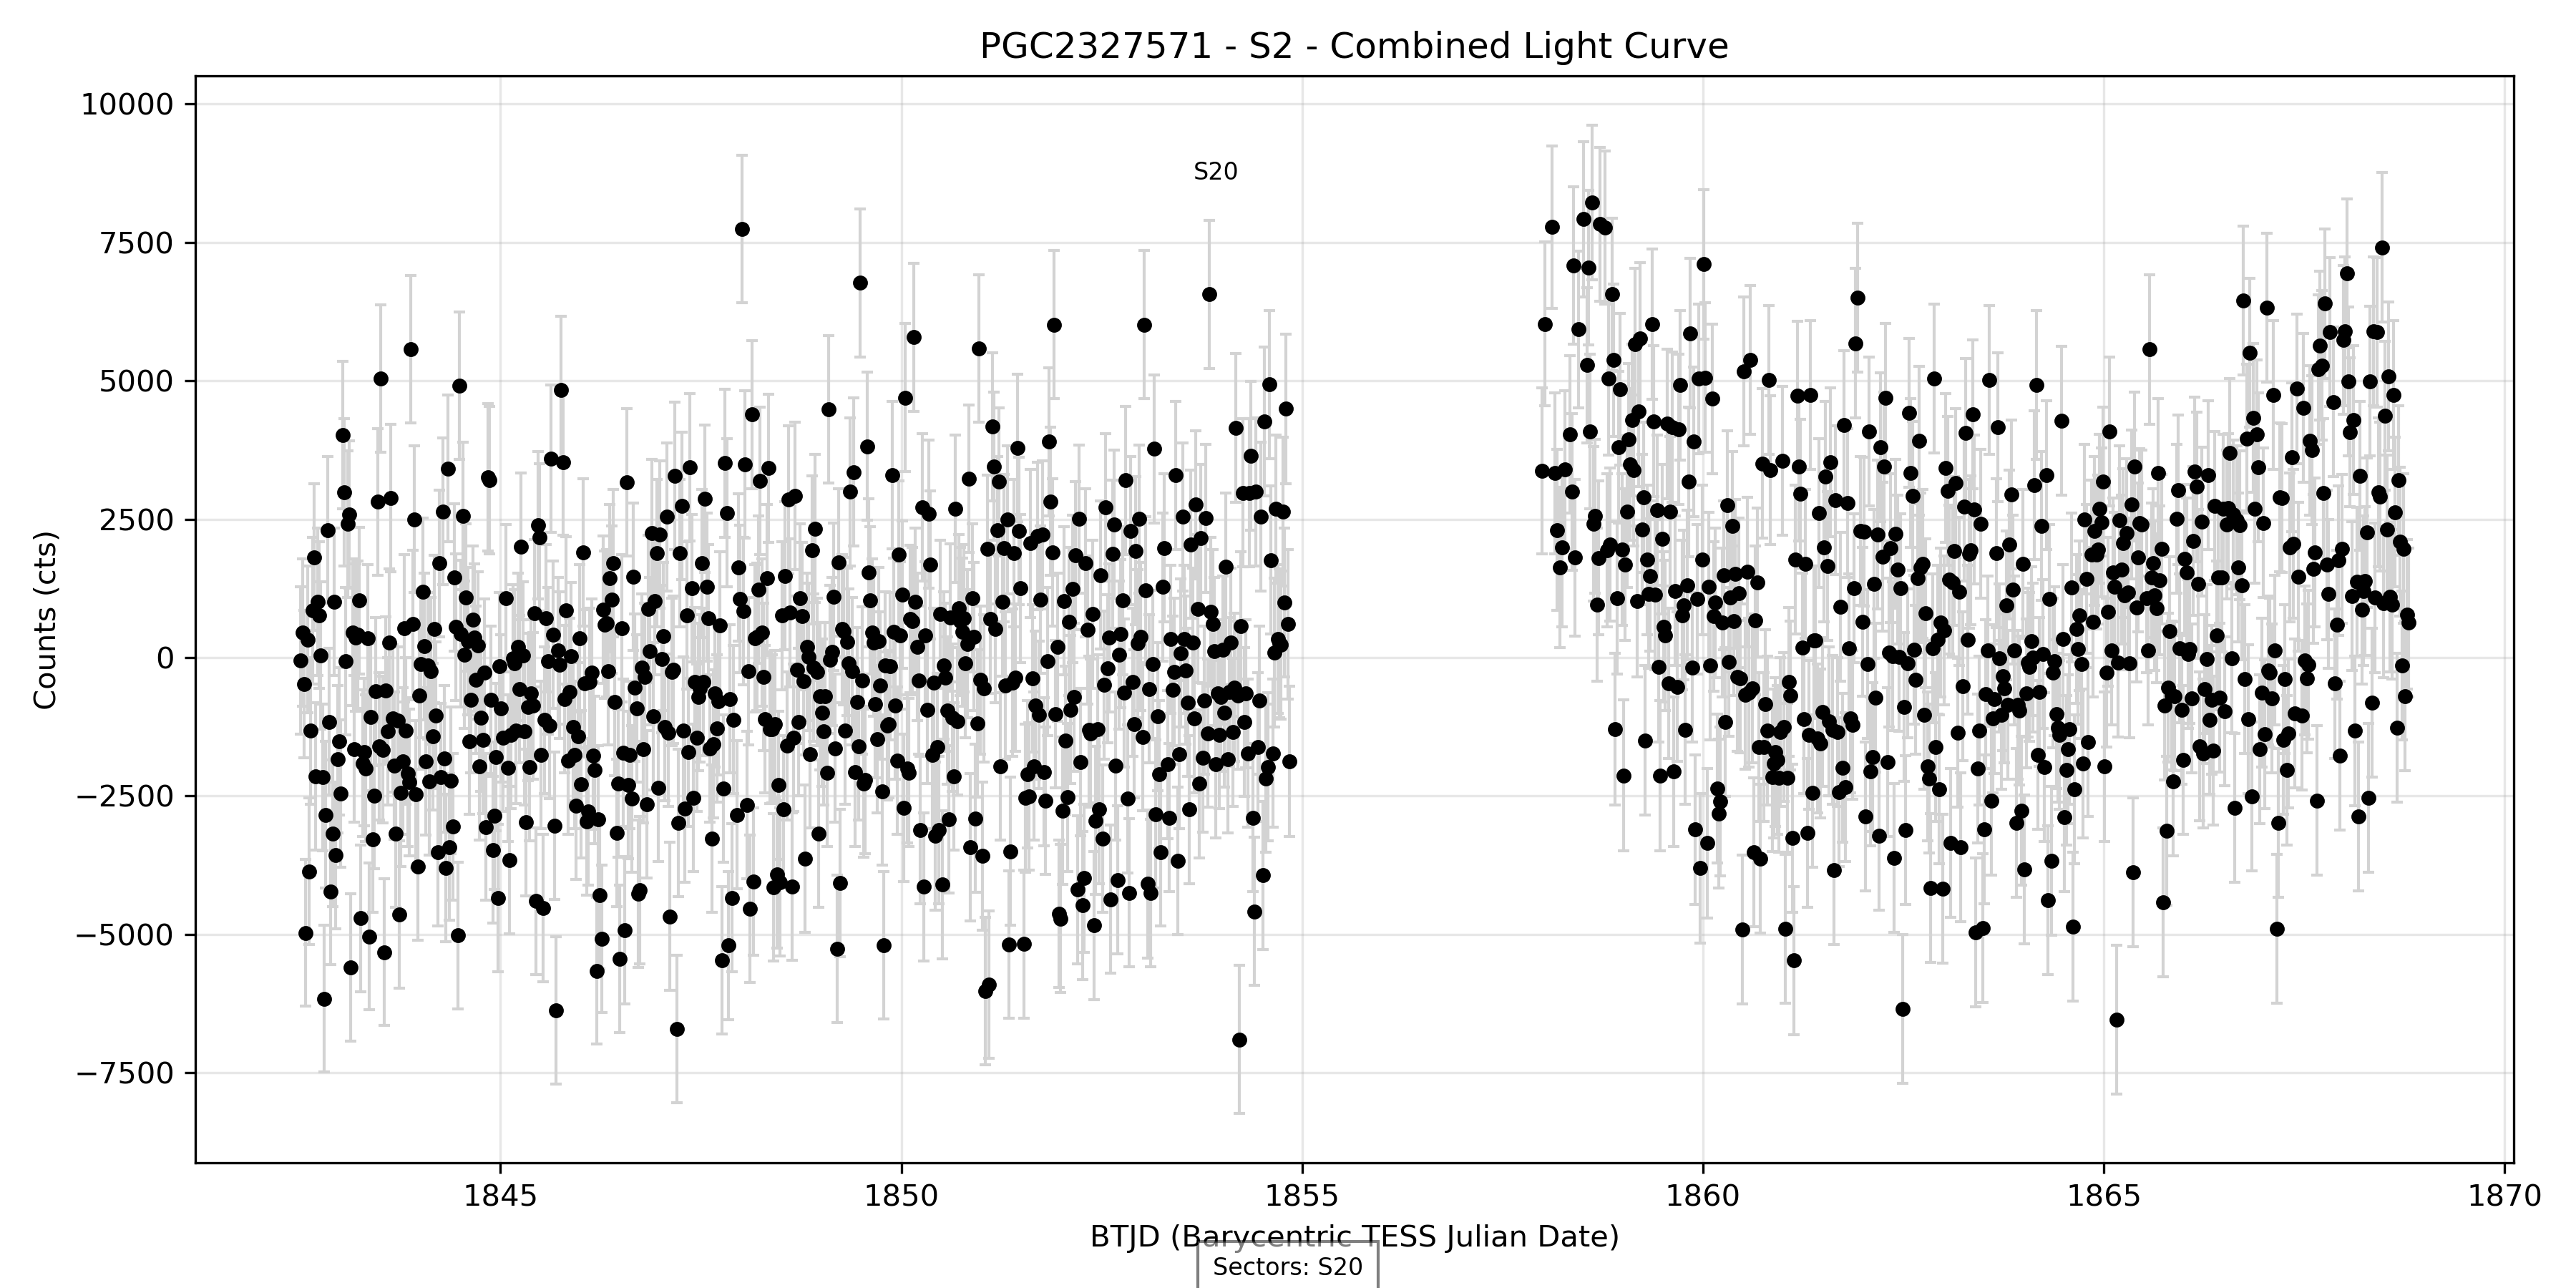 PGC2327571 - S2 - Combined Light Curve
10000
7500
5000
2500
0
−2500
−5000
−7500
Counts (cts)
S20
1845
1850
1855
1860
1865
1870
BTJD (Barycentric TESS Julian Date)
Sectors: S20